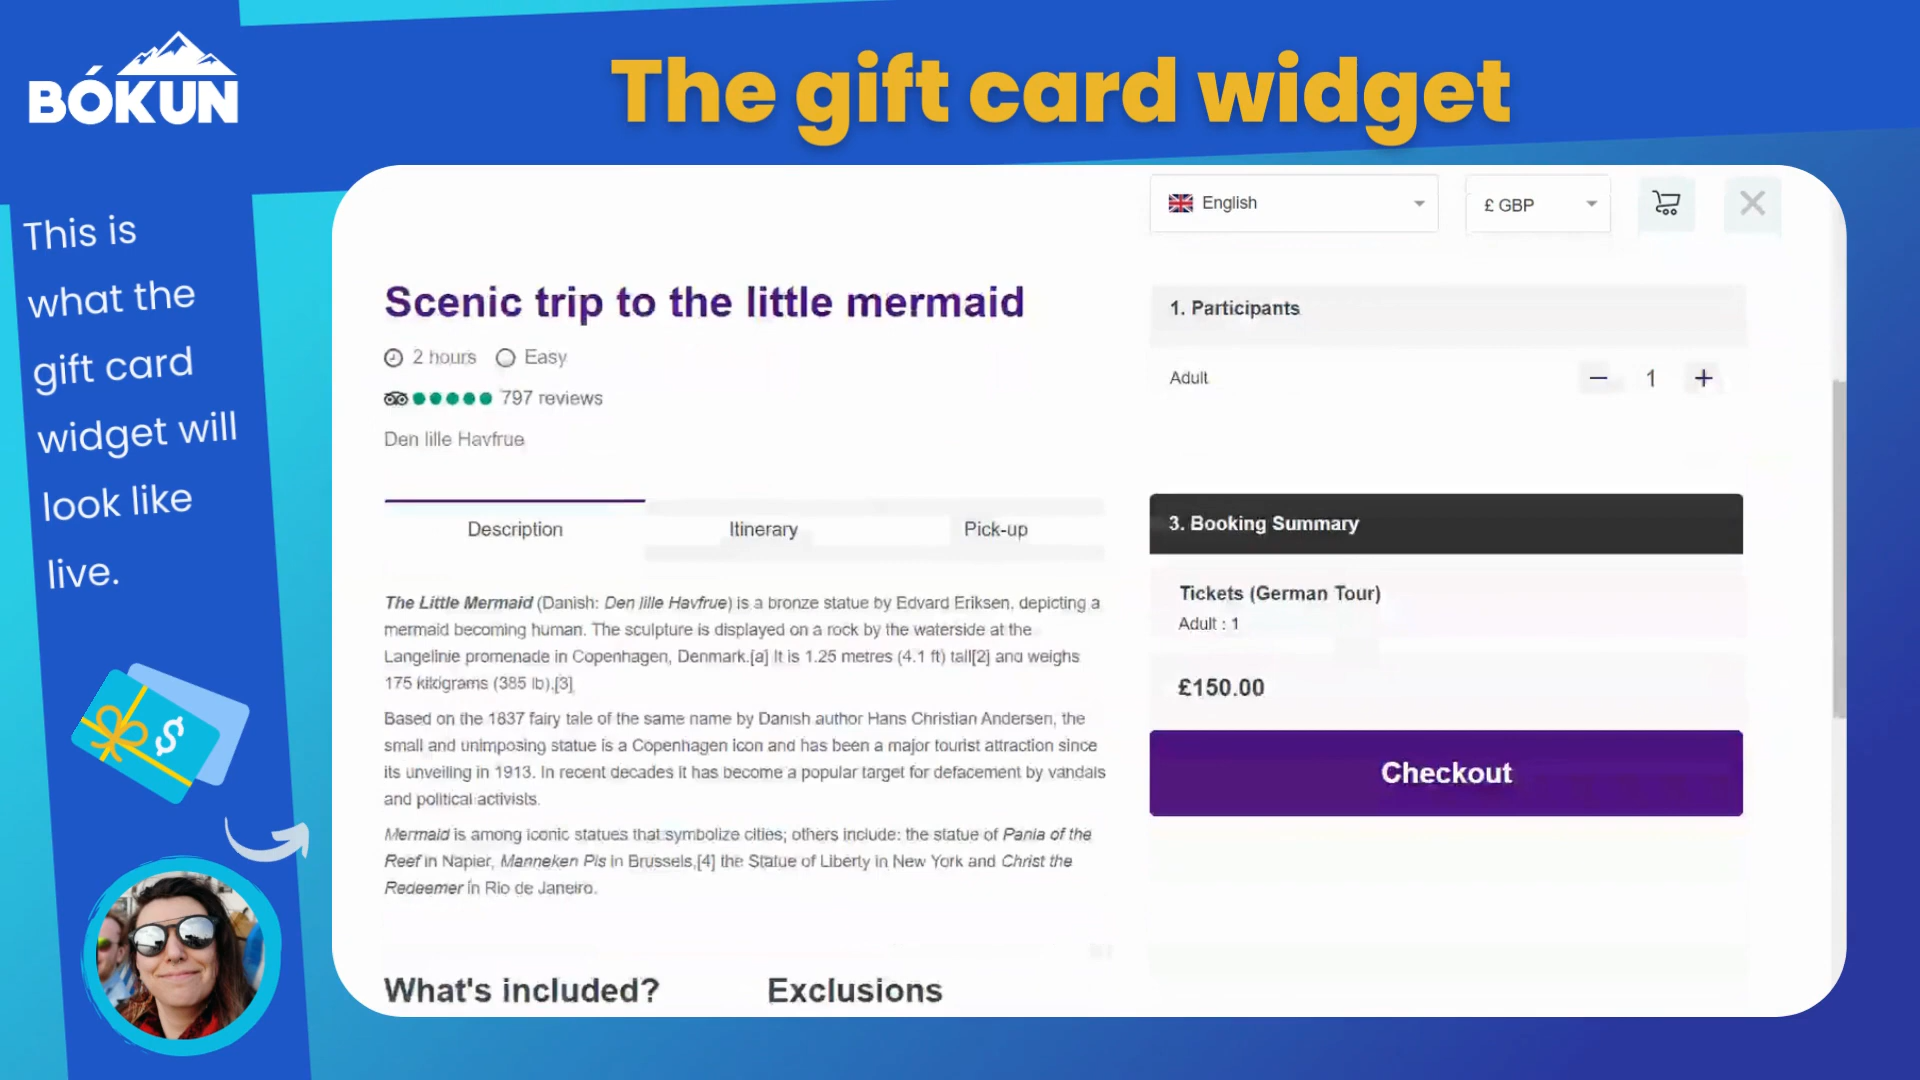 BÓKUN
The gift card widget
This is
what the
gift card
widget will
look like
live.
$
English
£ GBP
Scenic trip to the little mermaid
2 hours Easy
797 reviews
Den lille Havfrue
Description Itinerary Pick-up
The Little Mermaid (Danish: Den lille Havfrue) is a bronze statue by Edvard Eriksen, depicting a
mermaid becoming human. The sculpture is displayed on a rock by the waterside at the
Langelinie promenade in Copenhagen, Denmark.[a] It is 1.25 metres (4.1 ft) tall[2] and weighs
175 kilograms (385 lb).[3]
Based on the 1837 fairy tale of the same name by Danish author Hans Christian Andersen, the
small and unimposing statue is a Copenhagen icon and has been a major tourist attraction since
its unveiling in 1913. In recent decades it has become a popular target for defacement by vandals
and political activists.
Mermaid is among iconic statues that symbolize cities; others include: the statue of Pania of the
Reef in Napier, Manneken Pis in Brussels,[4] the Statue of Liberty in New York and Christ the
Redeemer in Rio de Janeiro.
What's included? Exclusions
1. Participants
Adult − 1 +
3. Booking Summary
Tickets (German Tour)
Adult : 1
£150.00
Checkout